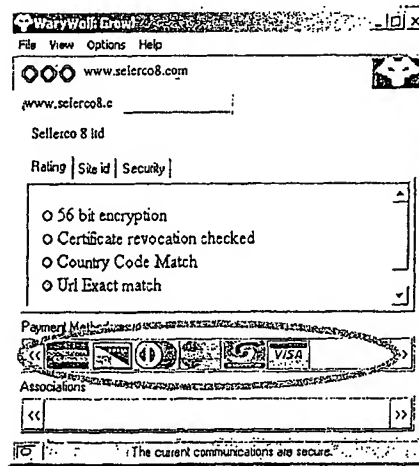 WaryWolf: Growl
File View Options Help
www.selerco8.com
www.selerco8.c
Sellerco 8 ltd
Rating Site id Security
56 bit encryption
Certificate revocation checked
Country Code Match
Url Exact match
Payment Methods
<< VISA >>
Associations
<< >>
The current communications are secure.